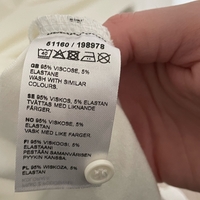 81160 / 198978
GB 95% VISCOSE, 5%
ELASTANE
WASH WITH SIMILAR
COLOURS.
SE 95% VISKOS, 5%
ELASTAN
TVÄTTAS MED LIKNANDE
FÄRGER.
NO 95% VISKOSE, 5%
ELASTAN
VASK MED LIKE FARGER.
FI 95% VISKOOSI, 5%
ELASTAANI
PESTÄÄN SAMANVÄRISEN
PYYKIN KANSSA.
PL 95% WISKOZA, 5%
ELASTAN